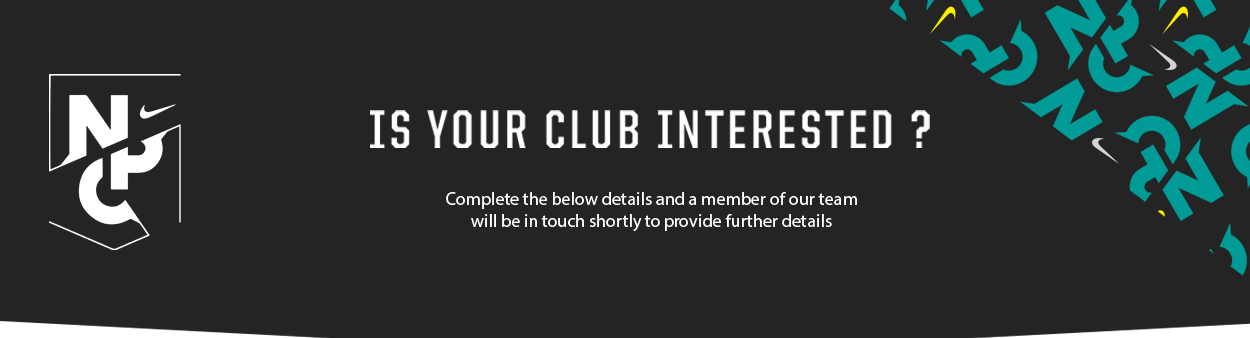 NPC
IS YOUR CLUB INTERESTED ?
Complete the below details and a member of our team
will be in touch shortly to provide further details